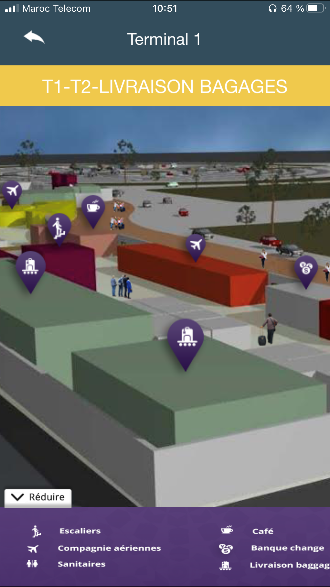 Maroc Telecom 10:51 64 %
Terminal 1
T1-T2-LIVRAISON BAGAGES
Réduire
Escaliers Café
Compagnie aériennes Banque change
Sanitaires Livraison bagag